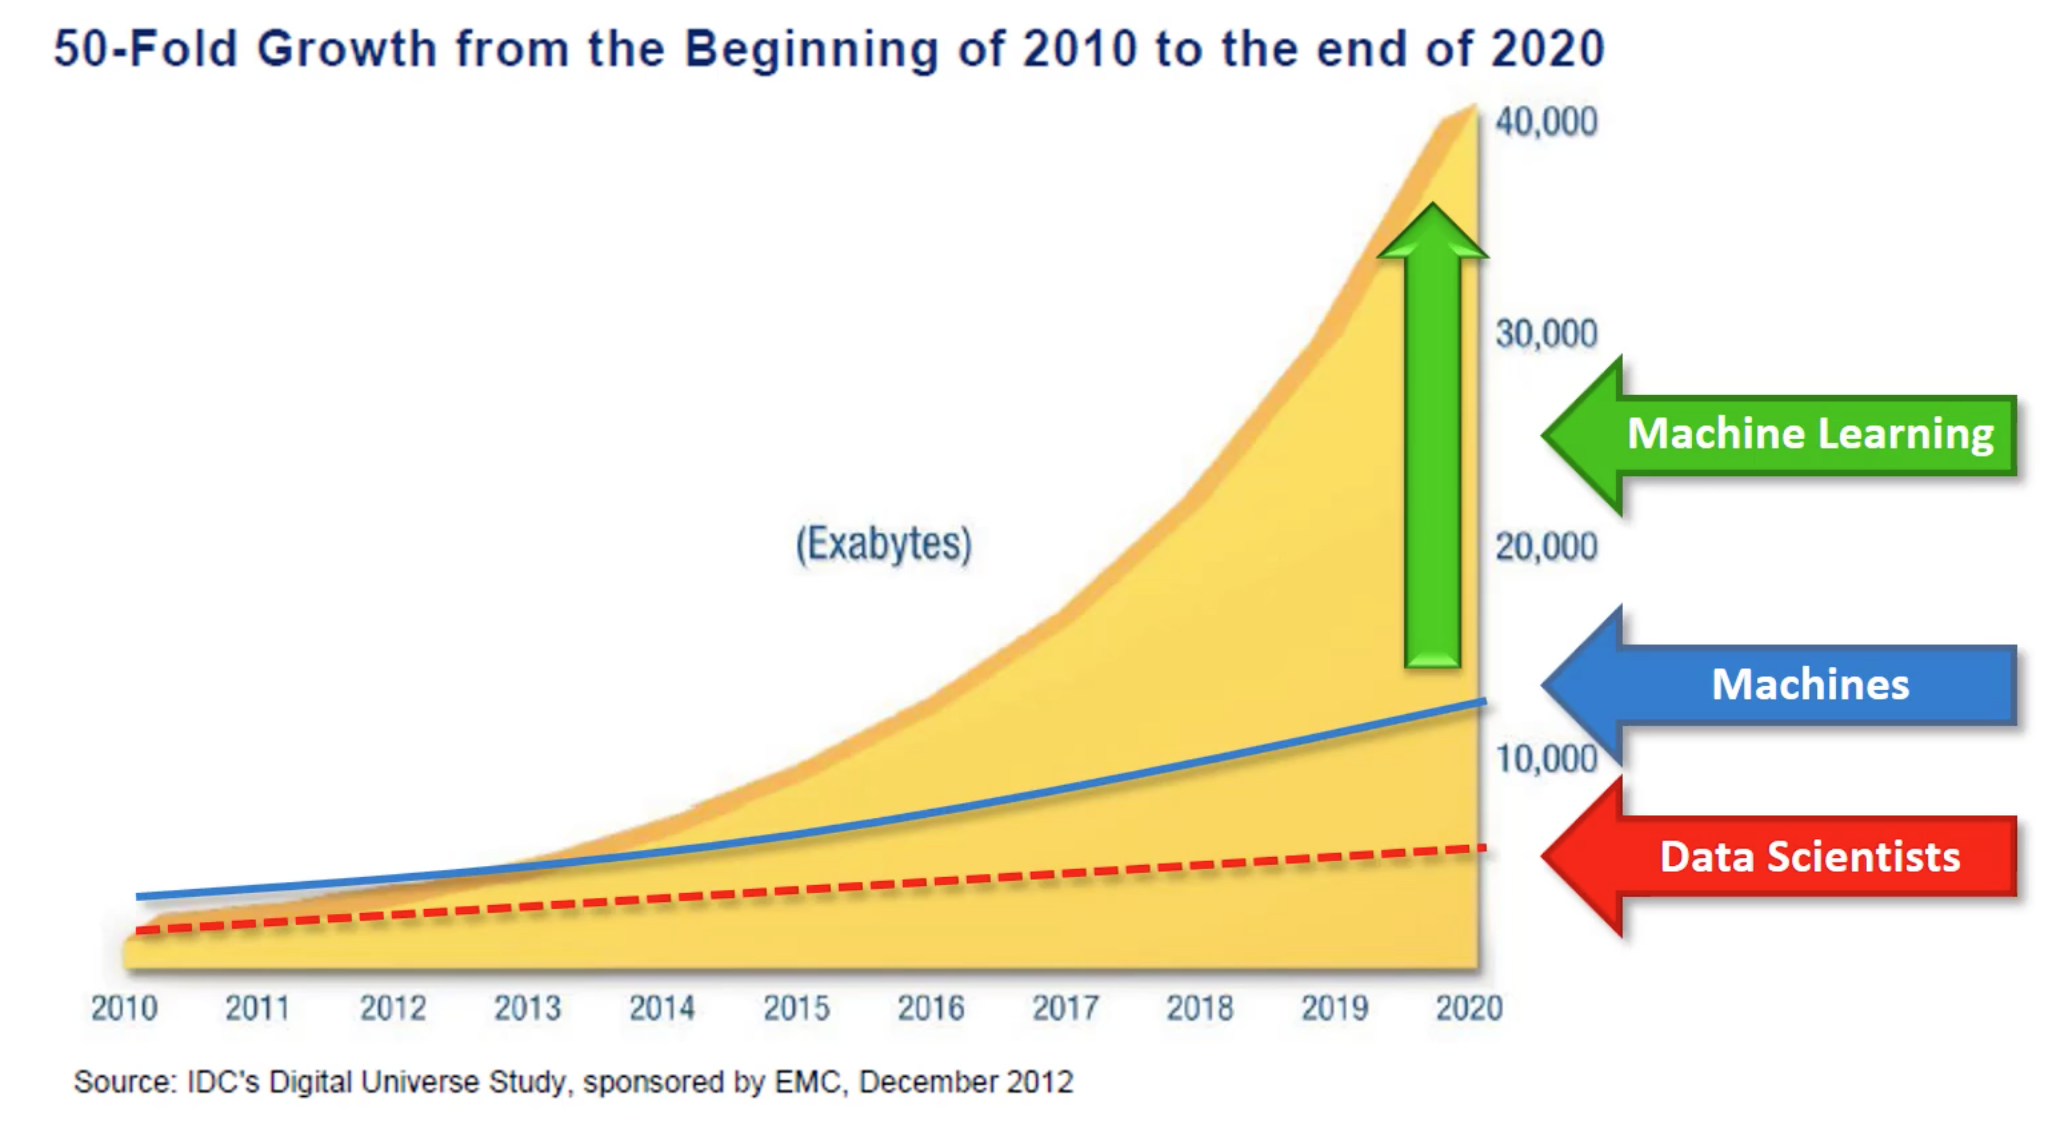 50-Fold Growth from the Beginning of 2010 to the end of 2020
40,000
30,000
Machine Learning
(Exabytes)
20,000
Machines
10,000
Data Scientists
2010 2011 2012 2013 2014 2015 2016 2017 2018 2019 2020
Source: IDC's Digital Universe Study, sponsored by EMC, December 2012